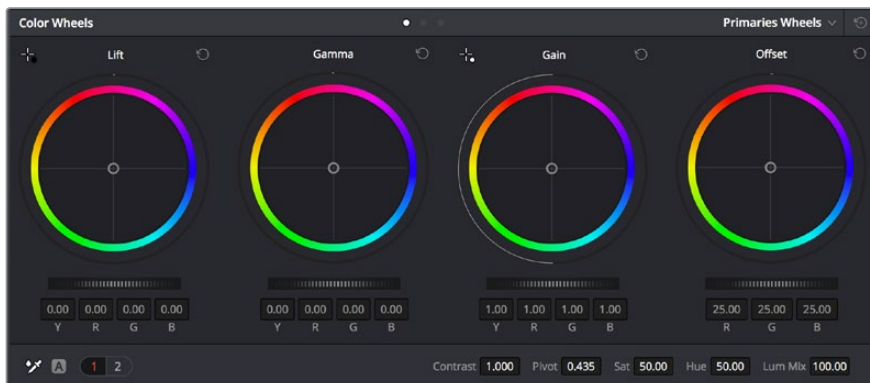 Color Wheels Primaries Wheels
Lift Gamma Gain Offset
0.00 0.00 0.00 0.00 0.00 0.00 0.00 0.00 1.00 1.00 1.00 1.00 25.00 25.00 25.00
Y R G B Y R G B Y R G B R G B
A 1 2 Contrast 1.000 Pivot 0.435 Sat 50.00 Hue 50.00 Lum Mix 100.00